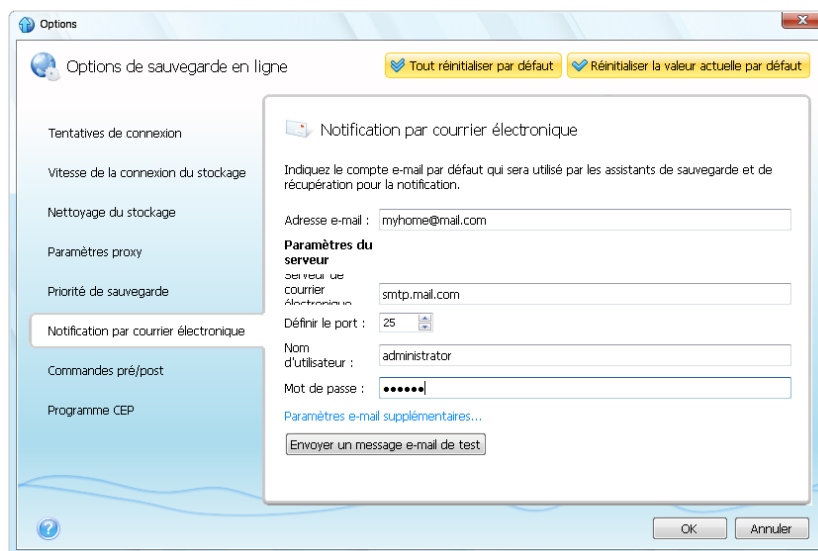 Options
Options de sauvegarde en ligne
Tout réinitialiser par défaut
Réinitialiser la valeur actuelle par défaut
Tentatives de connexion
Vitesse de la connexion du stockage
Nettoyage du stockage
Paramètres proxy
Priorité de sauvegarde
Notification par courrier électronique
Commandes pré/post
Programme CEP
Notification par courrier électronique
Indiquez le compte e-mail par défaut qui sera utilisé par les assistants de sauvegarde et de
récupération pour la notification.
Adresse e-mail : myhome@mail.com
Paramètres du
serveur
Serveur de
courrier
électronique
smtp.mail.com
Définir le port : 25
Nom
d'utilisateur : administrator
Mot de passe : ●●●●●●
Paramètres e-mail supplémentaires...
Envoyer un message e-mail de test
OK
Annuler